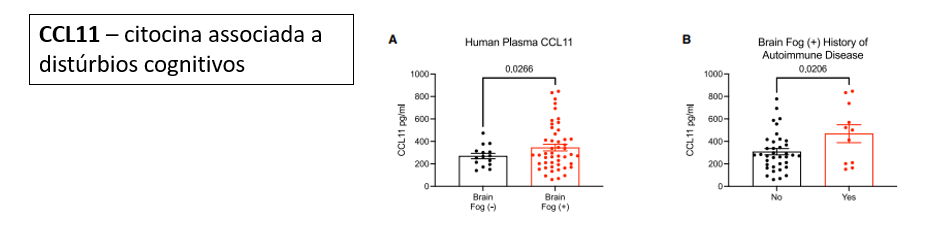 CCL11 – citocina associada a
distúrbios cognitivos
A
Human Plasma CCL11
0.0266
CCL11 pg/ml
1000
800
600
400
200
0
Brain
Fog (-)
Brain
Fog (+)
B
Brain Fog (+) History of
Autoimmune Disease
0.0206
CCL11 pg/ml
1000
800
600
400
200
0
No
Yes